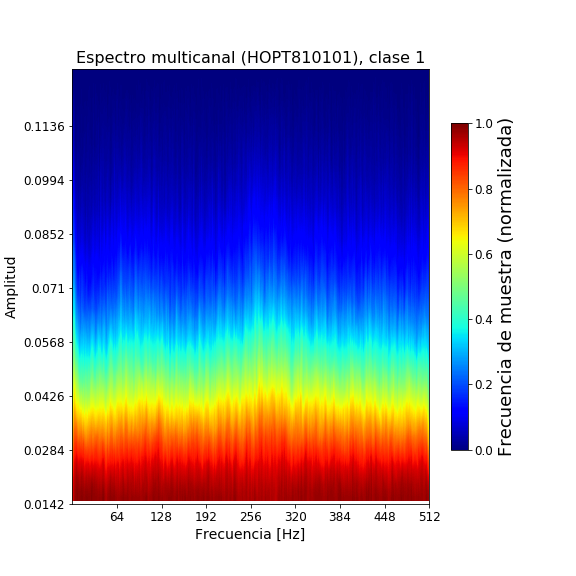 Espectro multicanal (HOPT810101), clase 1
Amplitud
0.1136
0.0994
0.0852
0.071
0.0568
0.0426
0.0284
0.0142
64 128 192 256 320 384 448 512
Frecuencia [Hz]
1.0
0.8
0.6
0.4
0.2
0.0
Frecuencia de muestra (normalizada)